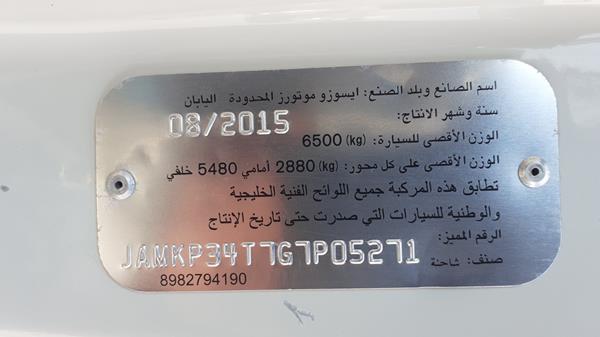 اسم الصانع وبلد الصنع: ايسوزو موتورز المحدودة اليابان
سنة وشهر الانتاج: 08/2015
الوزن الأقصى للسيارة: 6500 (kg)
الوزن الأقصى على كل محور: 2880 (kg) أمامي 5480 خلفي
تطابق هذه المركبة جميع اللوائح الفنية الخليجية
والوطنية للسيارات التي صدرت حتى تاريخ الإنتاج
الرقم المميز:
JAMKP34T7G7P05271
صنف: شاحنة
8982794190